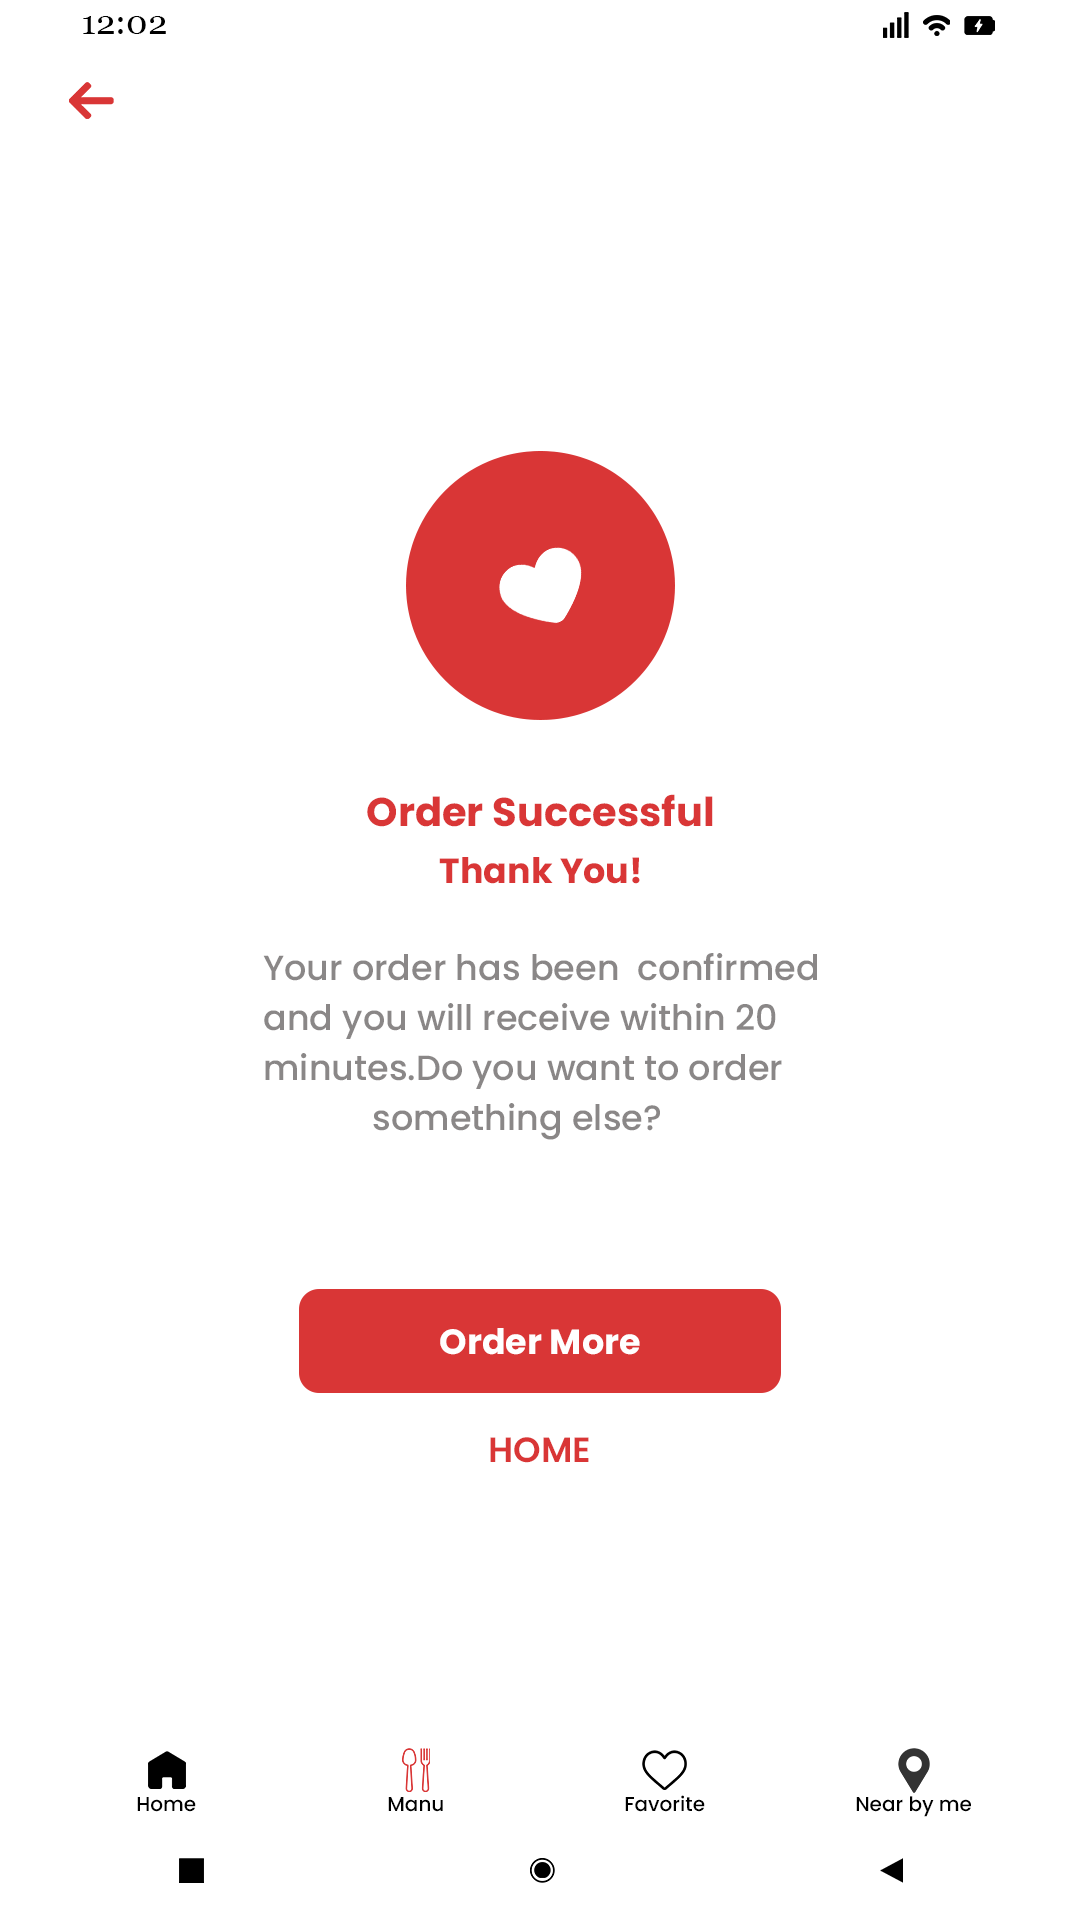 12:02
Order Successful
Thank You!
Your order has been  confirmed
and you will receive within 20
minutes.Do you want to order
something else?
Order More
HOME
Home
Manu
Favorite
Near by me